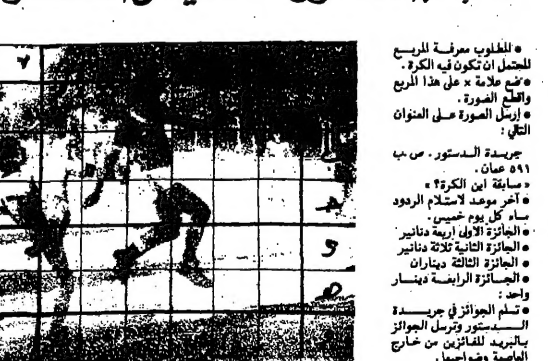 ● المطلوب معرفة المربع
المحتمل ان تكون فيه الكرة .
● ضع علامة × على هذا المربع
واقطع الصورة .
● إرسل الصورة على العنوان
التالي :
جريدة الدستور . ص.ب
٥٩١ عمان .
« مسابقة اين الكرة؟ »
● آخر موعد لاستلام الردود
مساء كل يوم خميس .
● الجائزة الاولى اربعة دنانير
● الجائزة الثانية ثلاثة دنانير
● الجائزة الثالثة ديناران
● الجائزة الرابعة دينار
واحد :
● تسلم الجوائز في جريدة
الدستور وترسل الجوائز
بالبريد للفائزين من خارج
العاصمة وضواحيها .